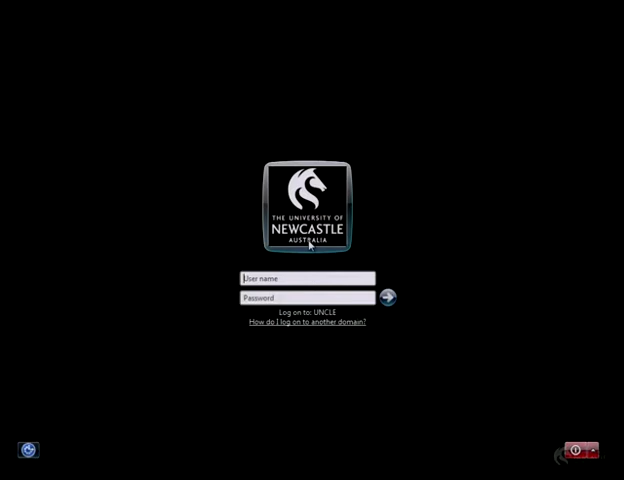 THE UNIVERSITY OF
NEWCASTLE
AUSTRALIA
User name
Password
Log on to: UNCLE
How do I log on to another domain?